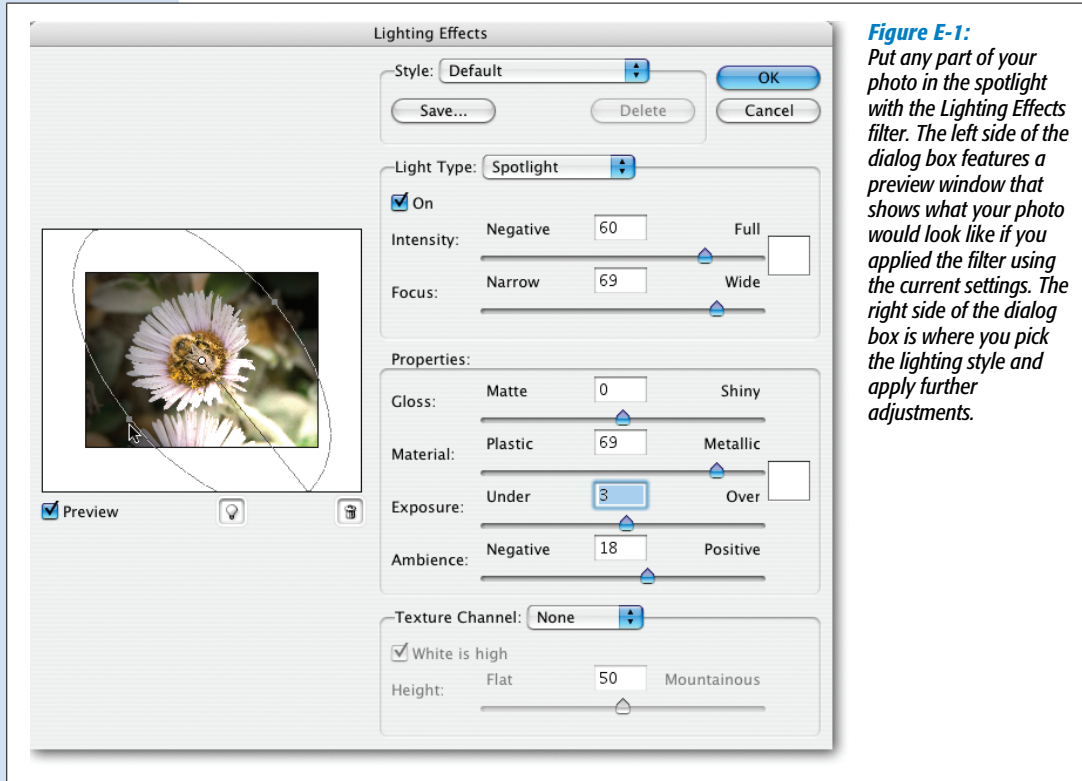 Lighting Effects
Style: Default
OK
Save...
Delete
Cancel
Light Type: Spotlight
On
Intensity: Negative 60 Full
Focus: Narrow 69 Wide
Properties:
Gloss: Matte 0 Shiny
Material: Plastic 69 Metallic
Exposure: Under 3 Over
Ambience: Negative 18 Positive
Texture Channel: None
White is high
Height: Flat 50 Mountainous
Preview
Figure E-1:
Put any part of your
photo in the spotlight
with the Lighting Effects
filter. The left side of the
dialog box features a
preview window that
shows what your photo
would look like if you
applied the filter using
the current settings. The
right side of the dialog
box is where you pick
the lighting style and
apply further
adjustments.